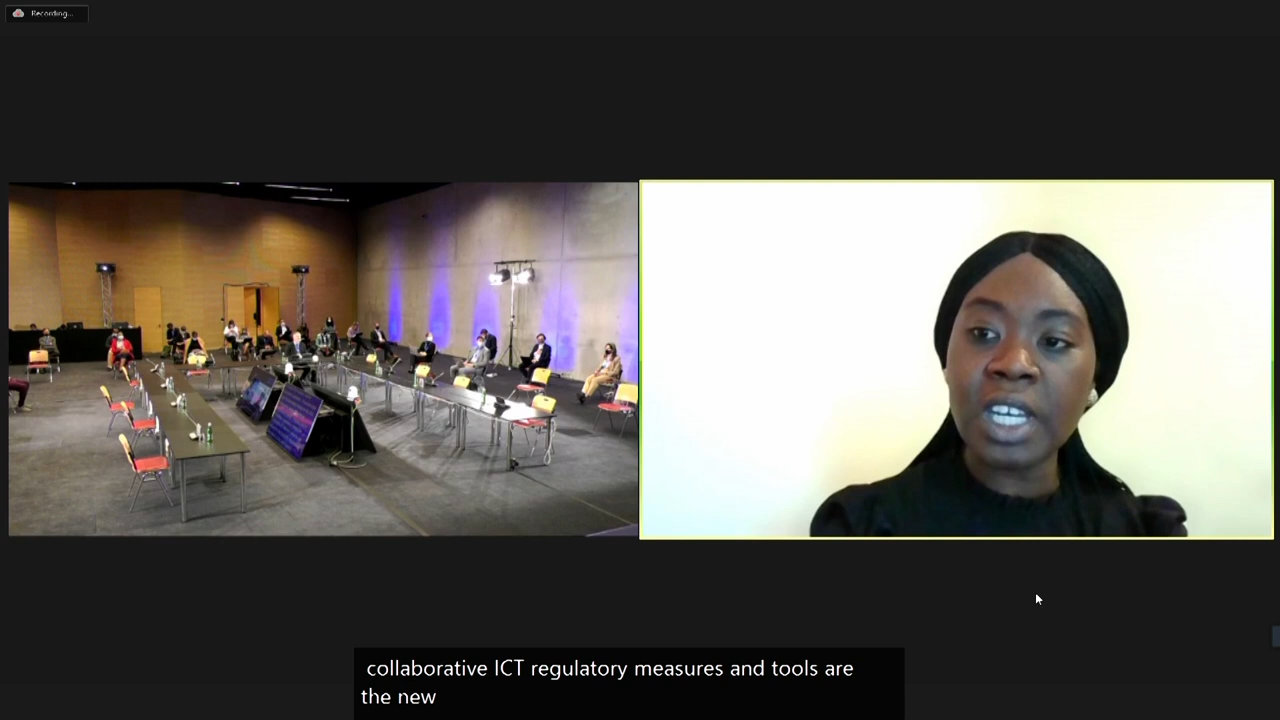 Recording...
collaborative ICT regulatory measures and tools are
the new